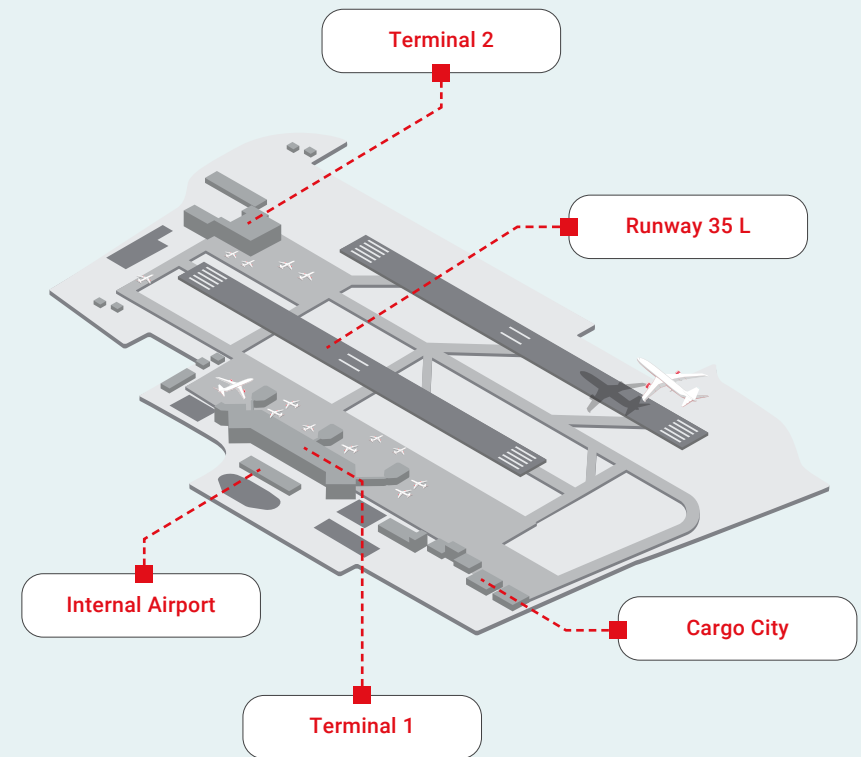 Terminal 2
Runway 35 L
Internal Airport
Cargo City
Terminal 1